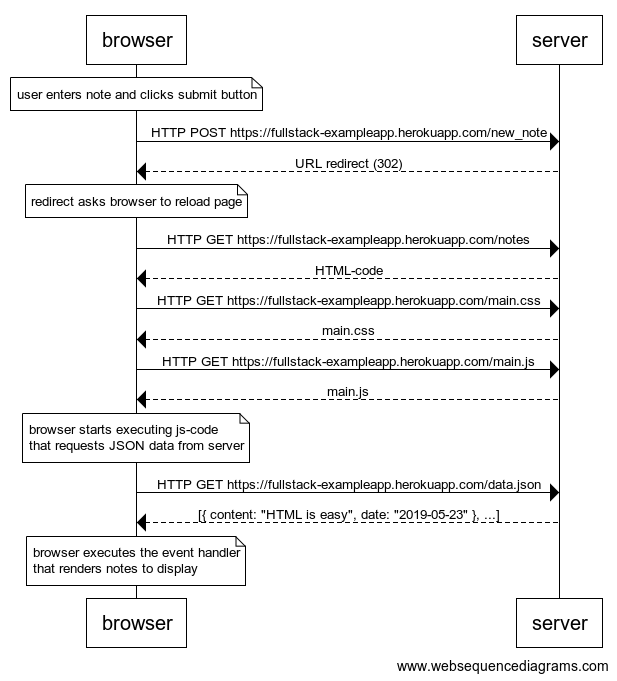 browser
server
user enters note and clicks submit button
HTTP POST https://fullstack-exampleapp.herokuapp.com/new_note
URL redirect (302)
redirect asks browser to reload page
HTTP GET https://fullstack-exampleapp.herokuapp.com/notes
HTML-code
HTTP GET https://fullstack-exampleapp.herokuapp.com/main.css
main.css
HTTP GET https://fullstack-exampleapp.herokuapp.com/main.js
main.js
browser starts executing js-code
that requests JSON data from server
HTTP GET https://fullstack-exampleapp.herokuapp.com/data.json
[{ content: "HTML is easy", date: "2019-05-23" }, ...]
browser executes the event handler
that renders notes to display
browser
server
www.websequencediagrams.com